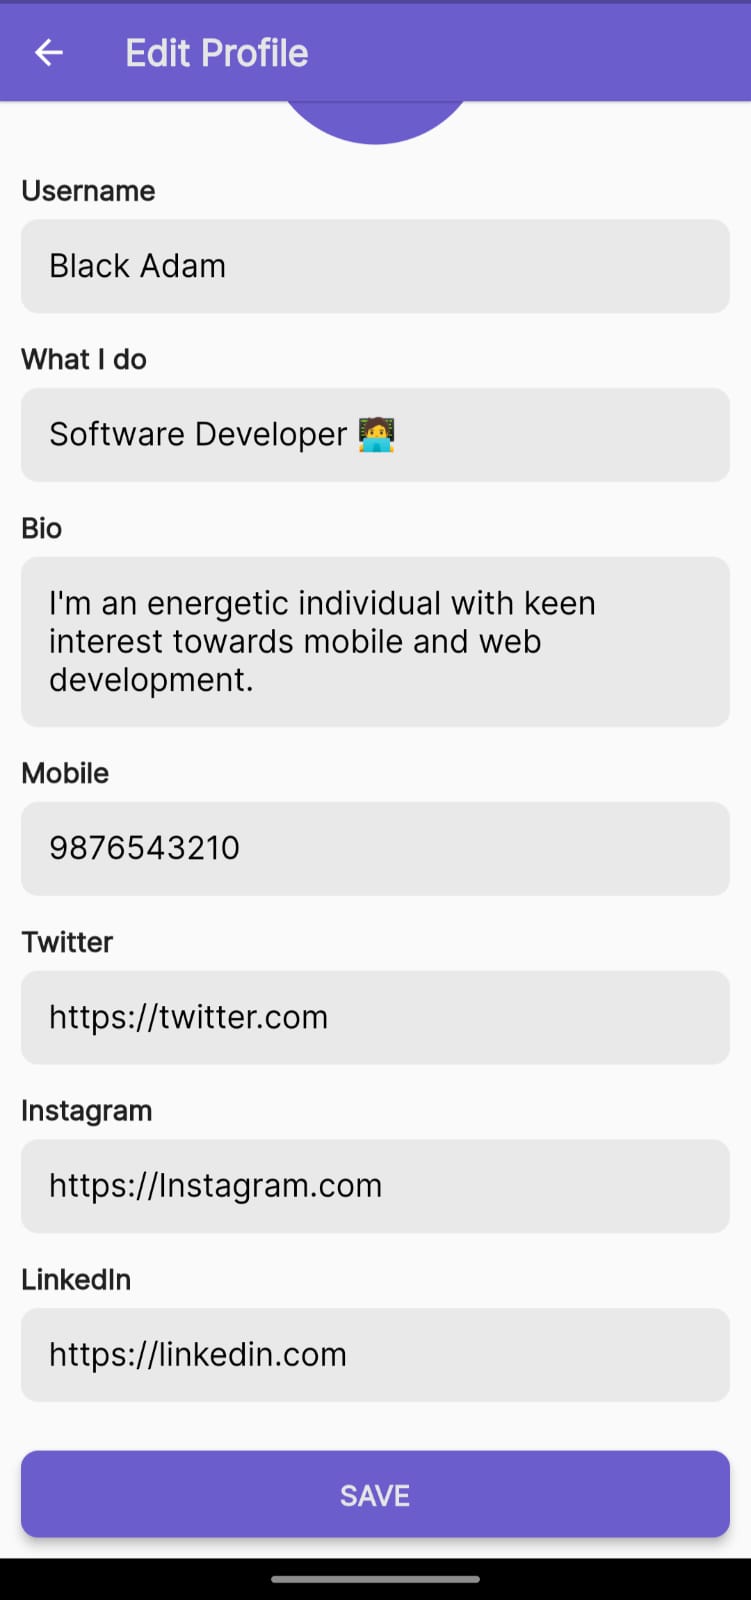 Edit Profile
Username
Black Adam
What I do
Software Developer 🧑‍💻
Bio
I'm an energetic individual with keen
interest towards mobile and web
development.
Mobile
9876543210
Twitter
https://twitter.com
Instagram
https://Instagram.com
LinkedIn
https://linkedin.com
SAVE